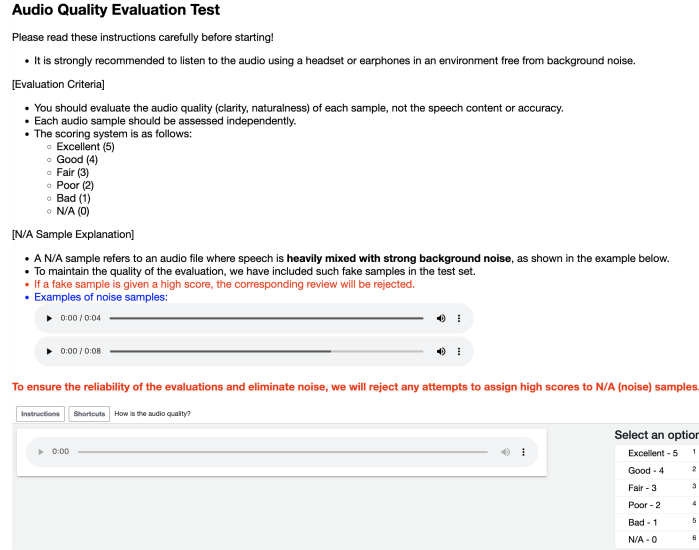 Audio Quality Evaluation Test
Please read these instructions carefully before starting!
• It is strongly recommended to listen to the audio using a headset or earphones in an environment free from background noise.
[Evaluation Criteria]
• You should evaluate the audio quality (clarity, naturalness) of each sample, not the speech content or accuracy.
• Each audio sample should be assessed independently.
• The scoring system is as follows:
○ Excellent (5)
○ Good (4)
○ Fair (3)
○ Poor (2)
○ Bad (1)
○ N/A (0)
[N/A Sample Explanation]
• A N/A sample refers to an audio file where speech is heavily mixed with strong background noise, as shown in the example below.
• To maintain the quality of the evaluation, we have included such fake samples in the test set.
• If a fake sample is given a high score, the corresponding review will be rejected.
• Examples of noise samples:
0:00 / 0:04
0:00 / 0:08
To ensure the reliability of the evaluations and eliminate noise, we will reject any attempts to assign high scores to N/A (noise) samples.
Instructions Shortcuts How is the audio quality?
0:00
Select an option
Excellent - 5 1
Good - 4 2
Fair - 3 3
Poor - 2 4
Bad - 1 5
N/A - 0 6